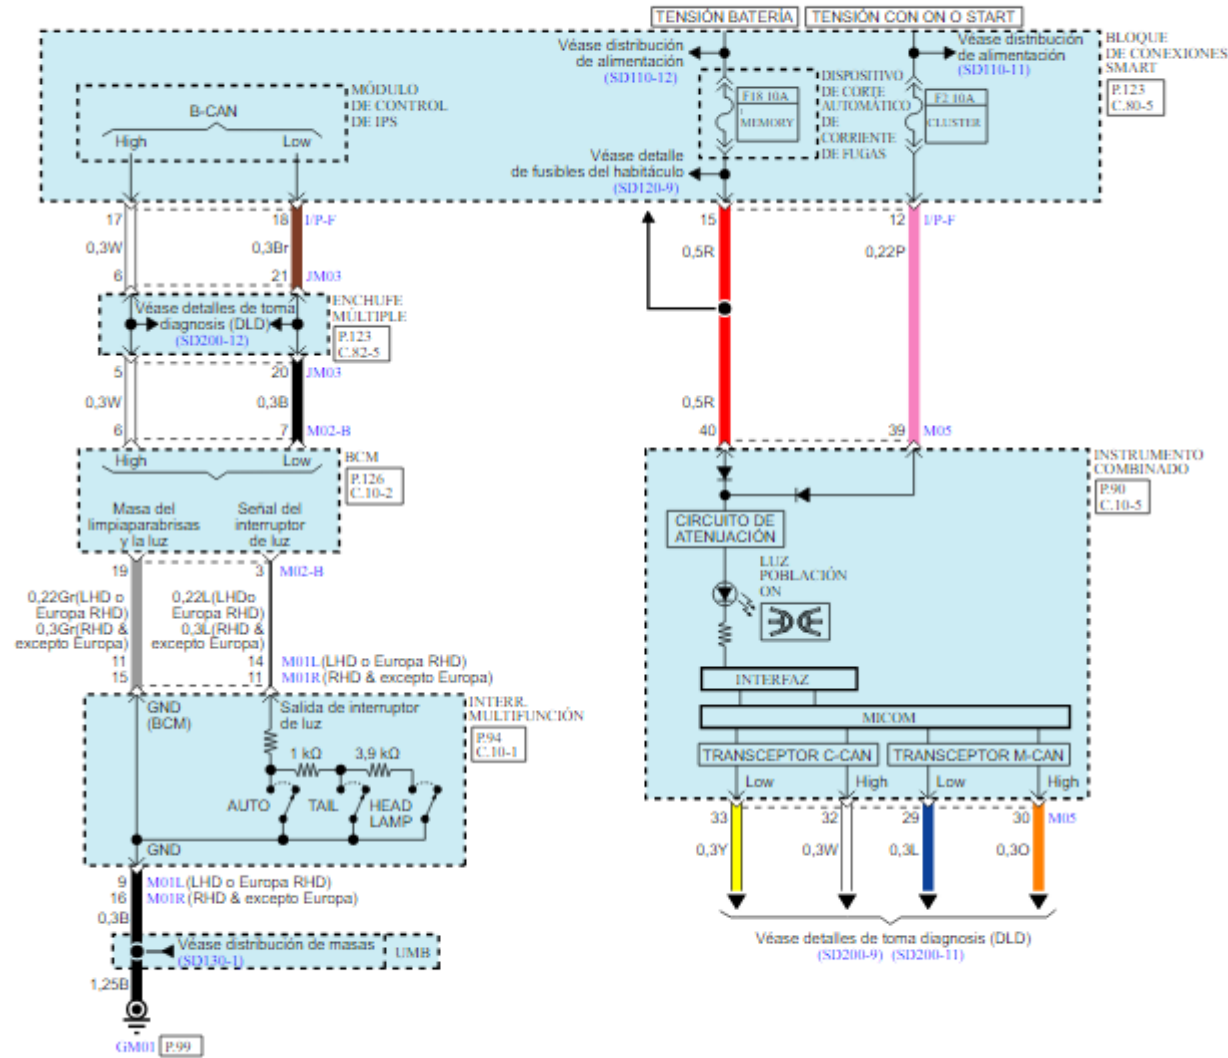 TENSIÓN BATERÍA
TENSIÓN CON ON O START
Véase distribución
de alimentación
(SD110-12)
Véase distribución
de alimentación
(SD110-11)
BLOQUE
DE CONEXIONES
SMART
P.123
C.80-5
MÓDULO
DE CONTROL
DE IPS
B-CAN
High
Low
F18 10A
MEMORY
DISPOSITIVO
DE CORTE
AUTOMÁTICO
DE
CORRIENTE
DE FUGAS
F2 10A
CLUSTER
Véase detalle
de fusibles del habitáculo
(SD120-9)
17
18
I/P-F
15
12
I/P-F
0,3W
0,3Br
0,5R
0,22P
6
21
JM03
Véase detalles de toma
diagnosis (DLD)
(SD200-12)
ENCHUFE
MÚLTIPLE
P.123
C.82-5
5
20
JM03
0,3W
0,3B
0,5R
6
7
M02-B
40
39
M05
High
Low
BCM
P.126
C.10-2
Masa del
limpiaparabrisas
y la luz
Señal del
interruptor
de luz
INSTRUMENTO
COMBINADO
P.90
C.10-5
CIRCUITO DE
ATENUACIÓN
LUZ
POBLACIÓN
ON
19
3
M02-B
0,22Gr(LHD o
Europa RHD)
0,3Gr(RHD &
excepto Europa)
0,22L(LHDo
Europa RHD)
0,3L(RHD &
excepto Europa)
11
14
M01L(LHD o Europa RHD)
15
11
M01R(RHD & excepto Europa)
INTERFAZ
MICOM
TRANSCEPTOR C-CAN
TRANSCEPTOR M-CAN
Low
High
Low
High
GND
(BCM)
Salida de interruptor
de luz
INTERR.
MULTIFUNCIÓN
P.94
C.10-1
1 kΩ
3,9 kΩ
AUTO
TAIL
HEAD
LAMP
GND
33
32
29
30
M05
0,3Y
0,3W
0,3L
0,3O
9
M01L(LHD o Europa RHD)
16
M01R(RHD & excepto Europa)
0,3B
Véase distribución de masas
(SD130-1)
UMB
1,25B
GM01
P.99
Véase detalles de toma diagnosis (DLD)
(SD200-9) (SD200-11)